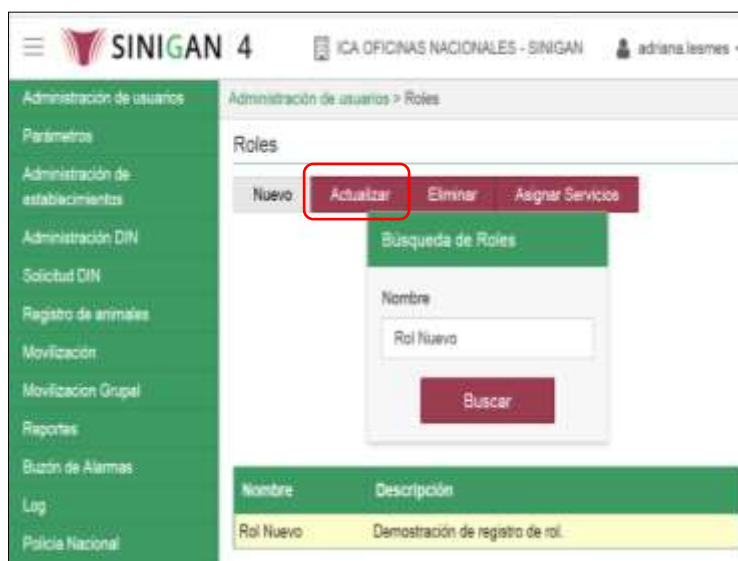 SINIGAN 4
ICA OFICINAS NACIONALES - SINIGAN
adriana.lesmes
Administración de usuarios
Parámetros
Administración de
establecimientos
Administración DIN
Solicitud DIN
Registro de animales
Movilización
Movilizacion Grupal
Reportes
Buzón de Alarmas
Log
Policia Nacional
Administración de usuarios > Roles
Roles
Nuevo
Actualizar
Eliminar
Asignar Servicios
Búsqueda de Roles
Nombre
Rol Nuevo
Buscar
Nombre
Descripción
Rol Nuevo
Demostración de registro de rol.